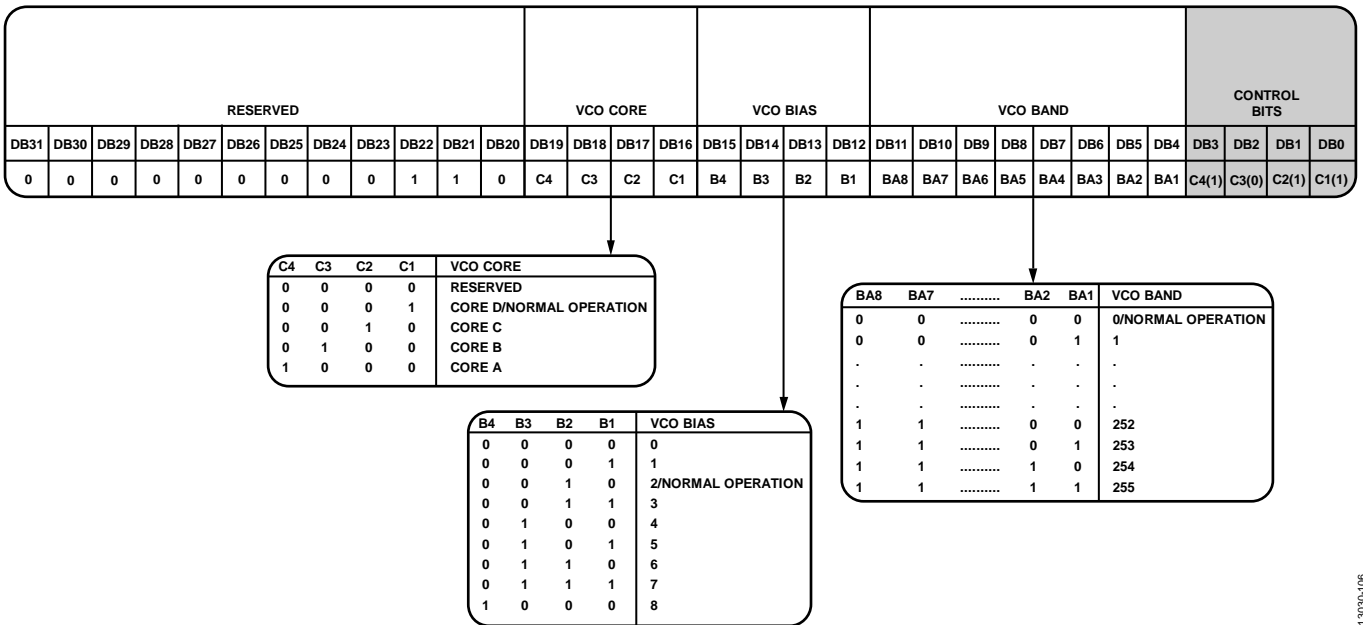 RESERVED VCO CORE VCO BIAS VCO BAND CONTROL BITS
DB31 DB30 DB29 DB28 DB27 DB26 DB25 DB24 DB23 DB22 DB21 DB20 DB19 DB18 DB17 DB16 DB15 DB14 DB13 DB12 DB11 DB10 DB9 DB8 DB7 DB6 DB5 DB4 DB3 DB2 DB1 DB0
0 0 0 0 0 0 0 0 0 1 1 0 C4 C3 C2 C1 B4 B3 B2 B1 BA8 BA7 BA6 BA5 BA4 BA3 BA2 BA1 C4(1) C3(0) C2(1) C1(1)
C4 C3 C2 C1 VCO CORE
0 0 0 0 RESERVED
0 0 0 1 CORE D/NORMAL OPERATION
0 0 1 0 CORE C
0 1 0 0 CORE B
1 0 0 0 CORE A
B4 B3 B2 B1 VCO BIAS
0 0 0 0 0
0 0 0 1 1
0 0 1 0 2/NORMAL OPERATION
0 0 1 1 3
0 1 0 0 4
0 1 0 1 5
0 1 1 0 6
0 1 1 1 7
1 0 0 0 8
BA8 BA7 .......... BA2 BA1 VCO BAND
0 0 .......... 0 0 0/NORMAL OPERATION
0 0 .......... 0 1 1
. . .......... . . .
. . .......... . . .
. . .......... . . .
1 1 .......... 0 0 252
1 1 .......... 0 1 253
1 1 .......... 1 0 254
1 1 .......... 1 1 255
13030-106